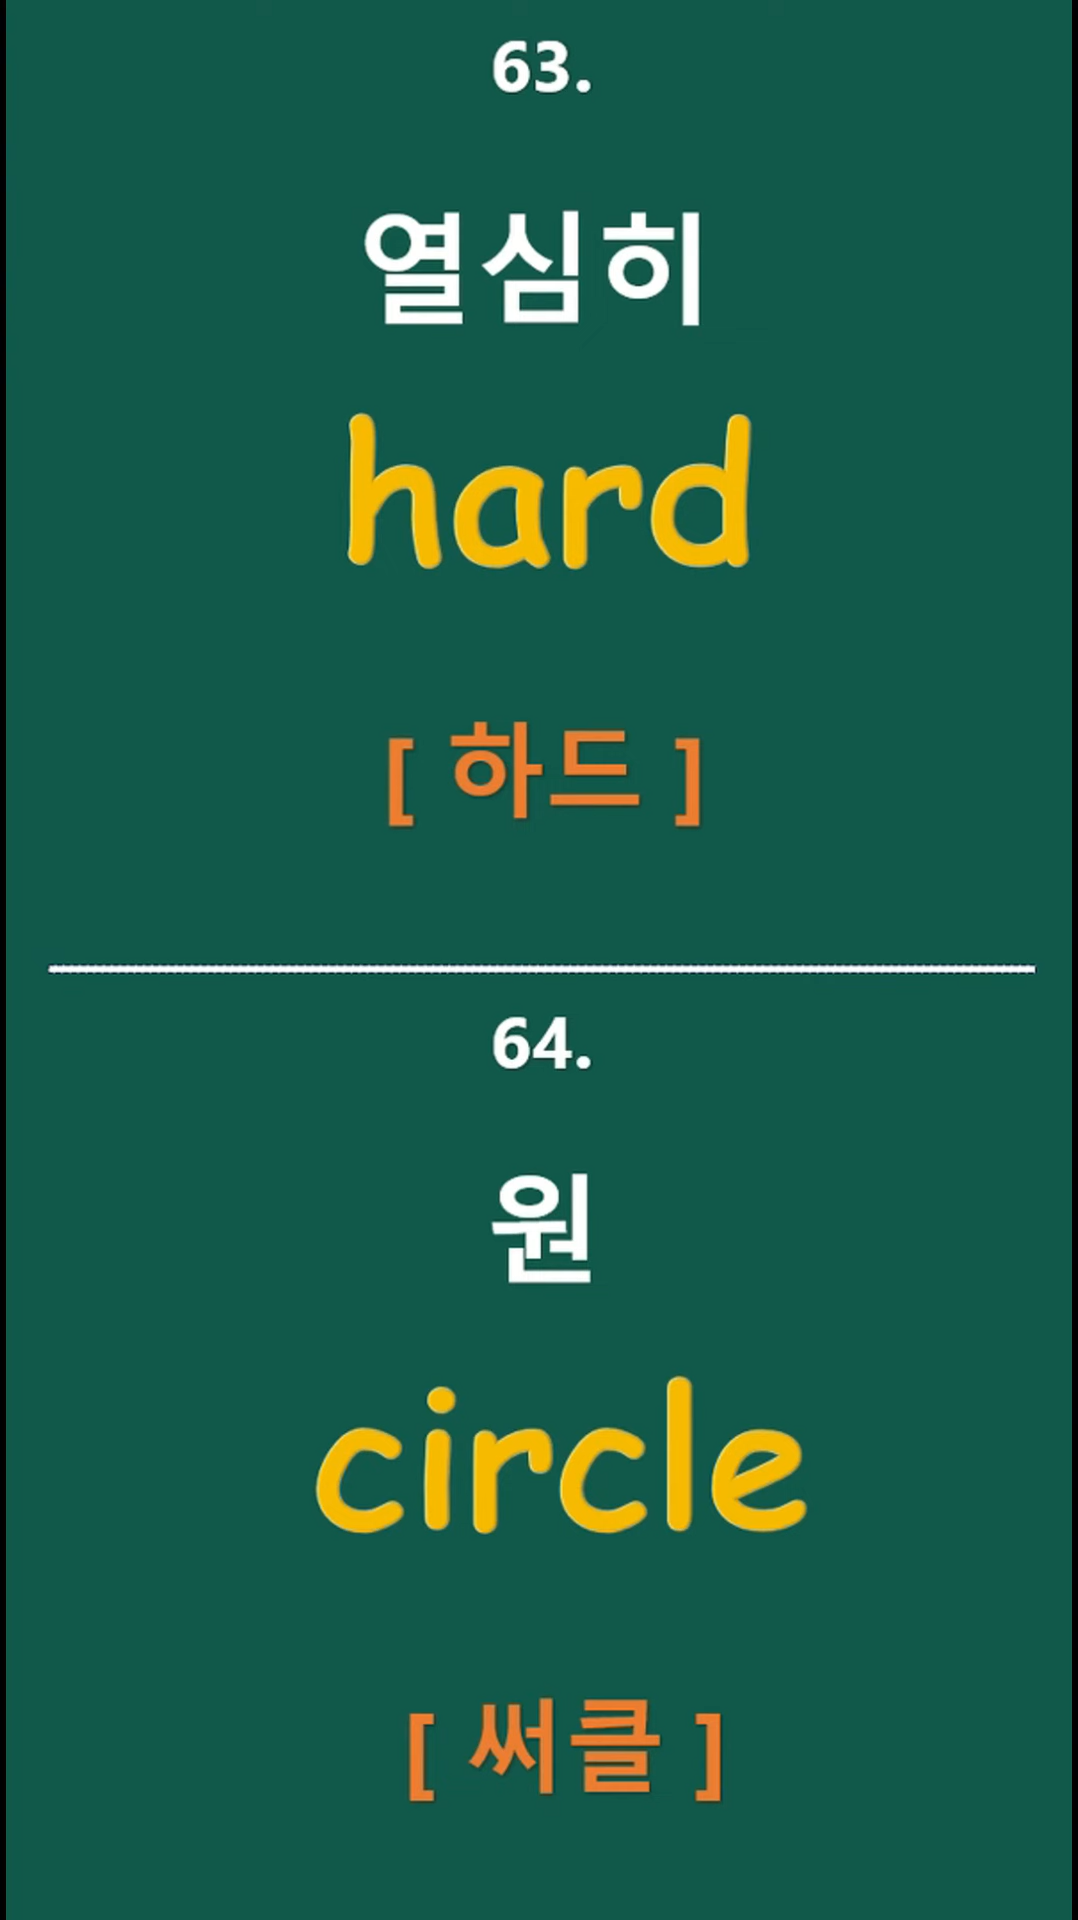 63.
열심히
hard
[ 하드 ]
64.
원
circle
[ 써클 ]